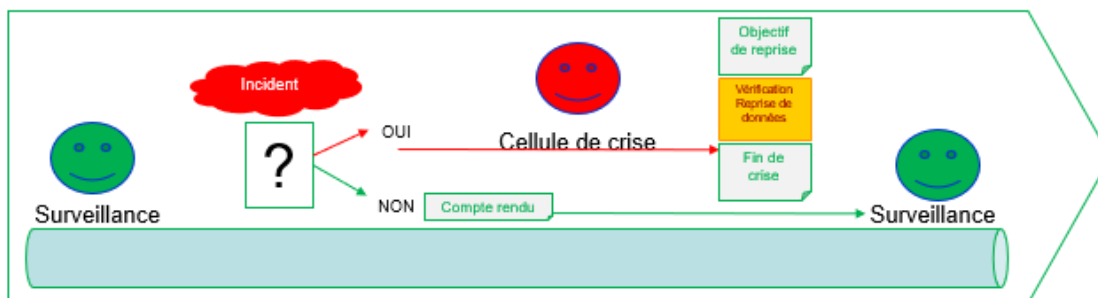 Incident
?
OUI
NON
Compte rendu
Surveillance
Cellule de crise
Objectif
de reprise
Vérification
Reprise de
données
Fin de
crise
Surveillance